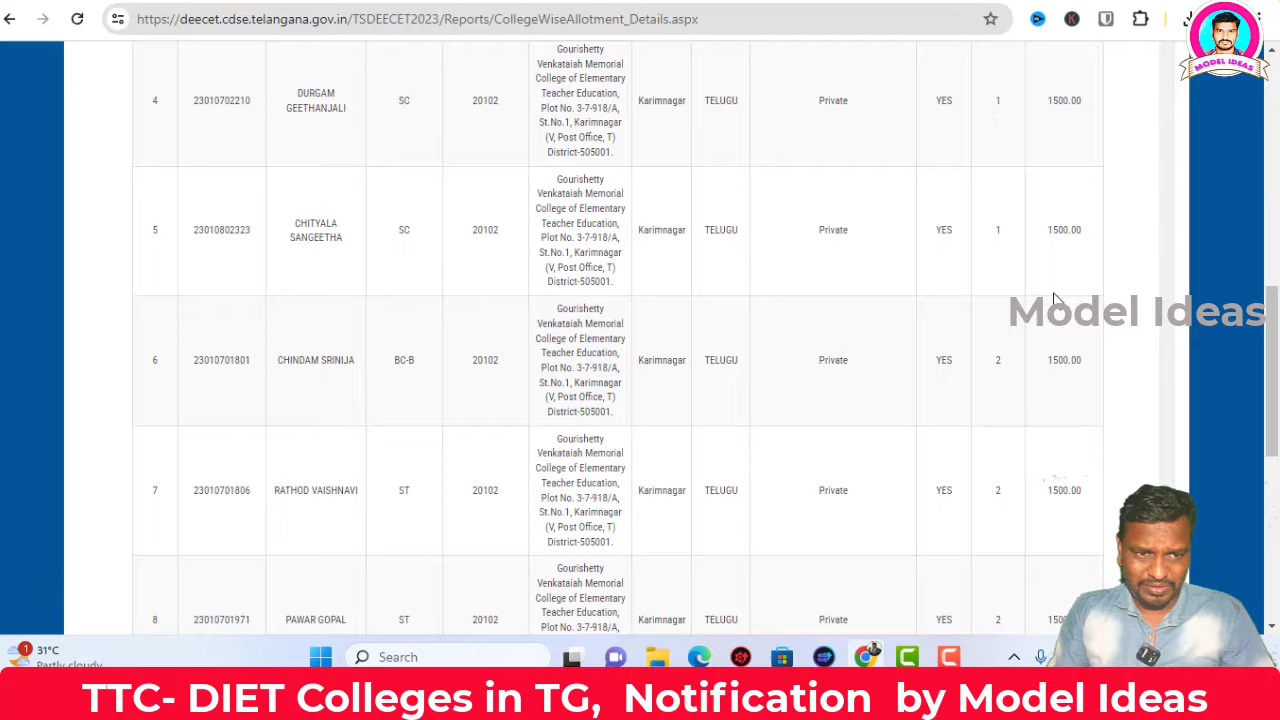 https://deecet.cdse.telangana.gov.in/TSDEECET2023/Reports/CollegeWiseAllotment_Details.aspx
MODEL IDEAS
4 23010702210 DURGAM GEETHANJALI SC 20102 Gourishetty Venkataiah Memorial College of Elementary Teacher Education, Plot No. 3-7-918/A, St.No.1, Karimnagar (V, Post Office, T) District-505001. Karimnagar TELUGU Private YES 1 1500.00
5 23010802323 CHITYALA SANGEETHA SC 20102 Gourishetty Venkataiah Memorial College of Elementary Teacher Education, Plot No. 3-7-918/A, St.No.1, Karimnagar (V, Post Office, T) District-505001. Karimnagar TELUGU Private YES 1 1500.00
Model Ideas
6 23010701801 CHINDAM SRINIJA BC-B 20102 Gourishetty Venkataiah Memorial College of Elementary Teacher Education, Plot No. 3-7-918/A, St.No.1, Karimnagar (V, Post Office, T) District-505001. Karimnagar TELUGU Private YES 2 1500.00
7 23010701806 RATHOD VAISHNAVI ST 20102 Gourishetty Venkataiah Memorial College of Elementary Teacher Education, Plot No. 3-7-918/A, St.No.1, Karimnagar (V, Post Office, T) District-505001. Karimnagar TELUGU Private YES 2 1500.00
8 23010701971 PAWAR GOPAL ST 20102 Gourishetty Venkataiah Memorial College of Elementary Teacher Education, Plot No. 3-7-918/A, Karimnagar TELUGU Private YES 2
1
31°C
Partly cloudy
Search
TTC- DIET Colleges in TG, Notification by Model Ideas